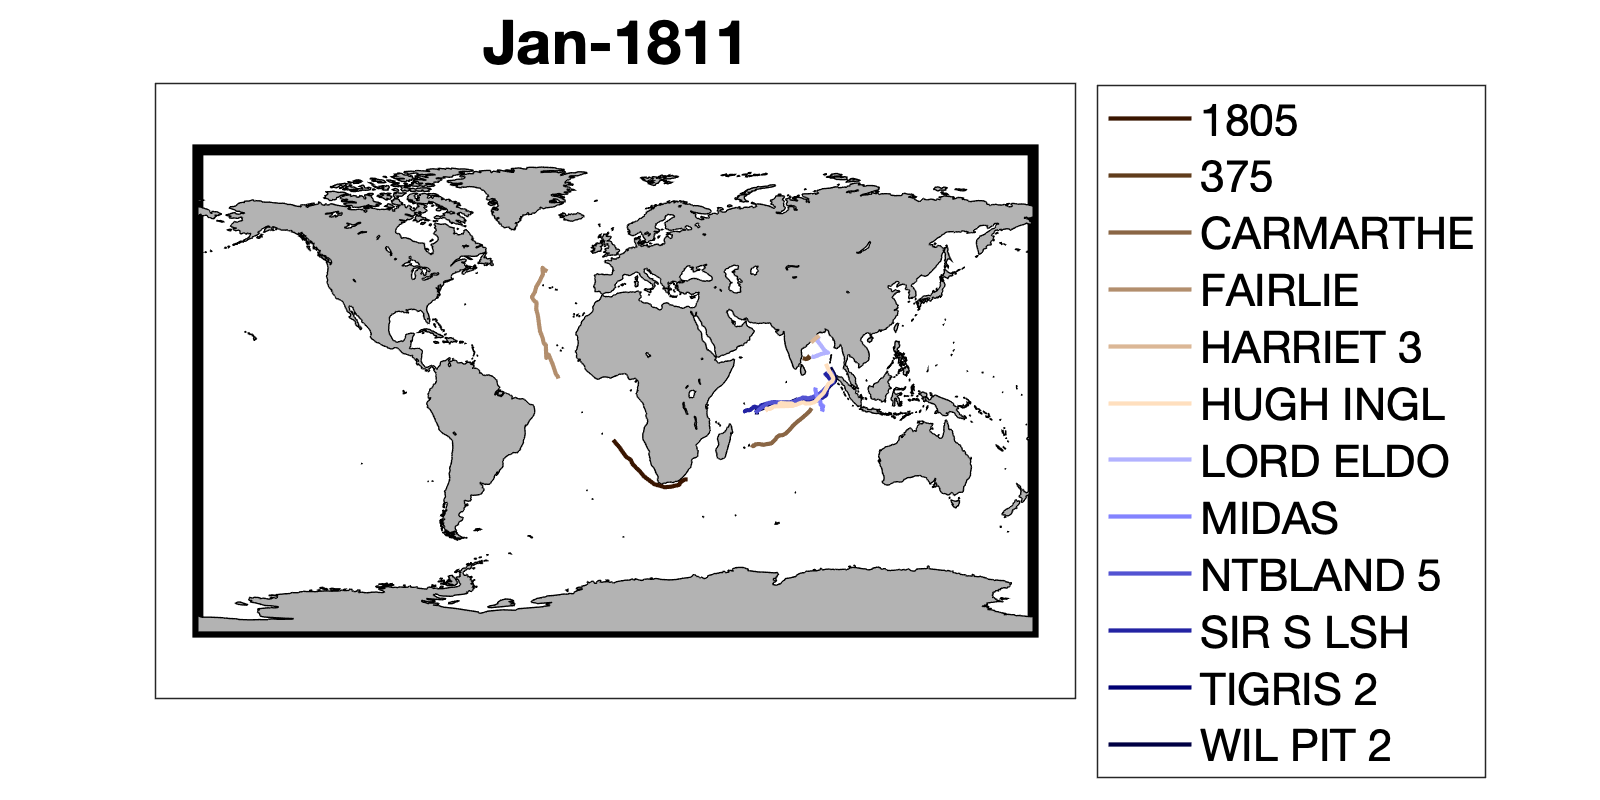 Jan-1811
1805
375
CARMARTHE
FAIRLIE
HARRIET 3
HUGH INGL
LORD ELDO
MIDAS
NTBLAND 5
SIR S LSH
TIGRIS 2
WIL PIT 2